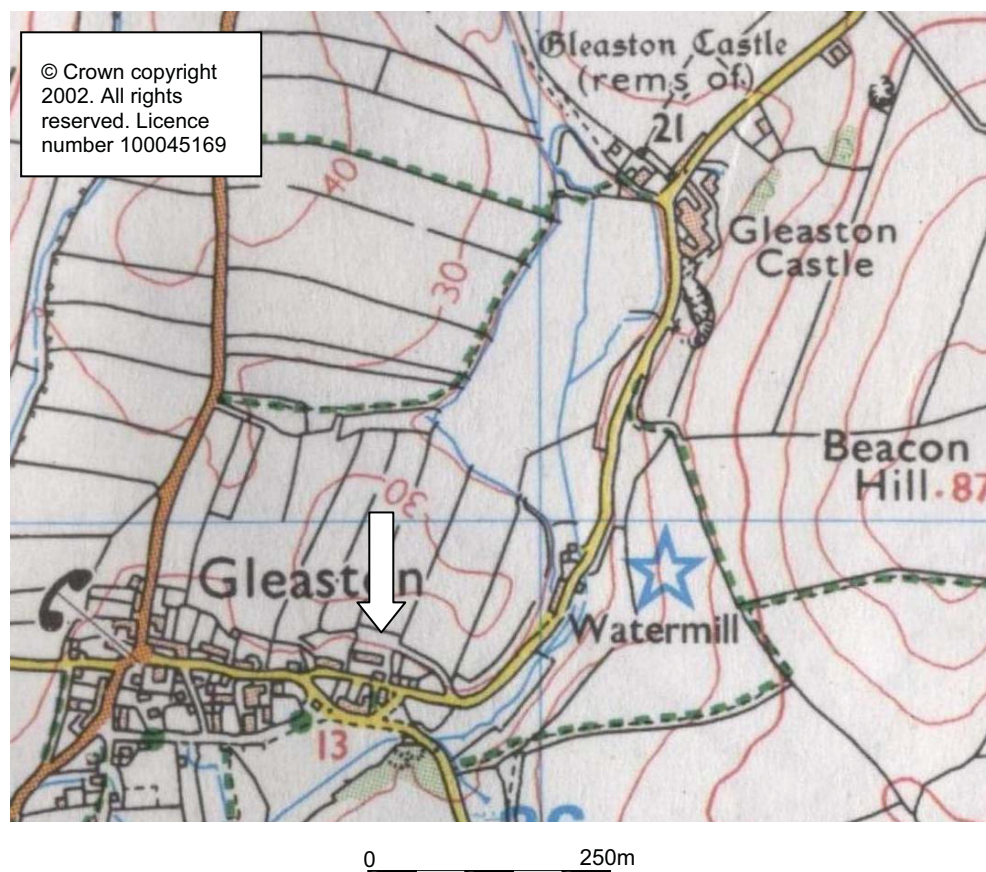 © Crown copyright
2002. All rights
reserved. Licence
number 100045169
Gleaston Castle
(rems of)
21
40
Gleaston
Castle
30
Beacon
Hill
87
30
Gleaston
Watermill
13
0 250m